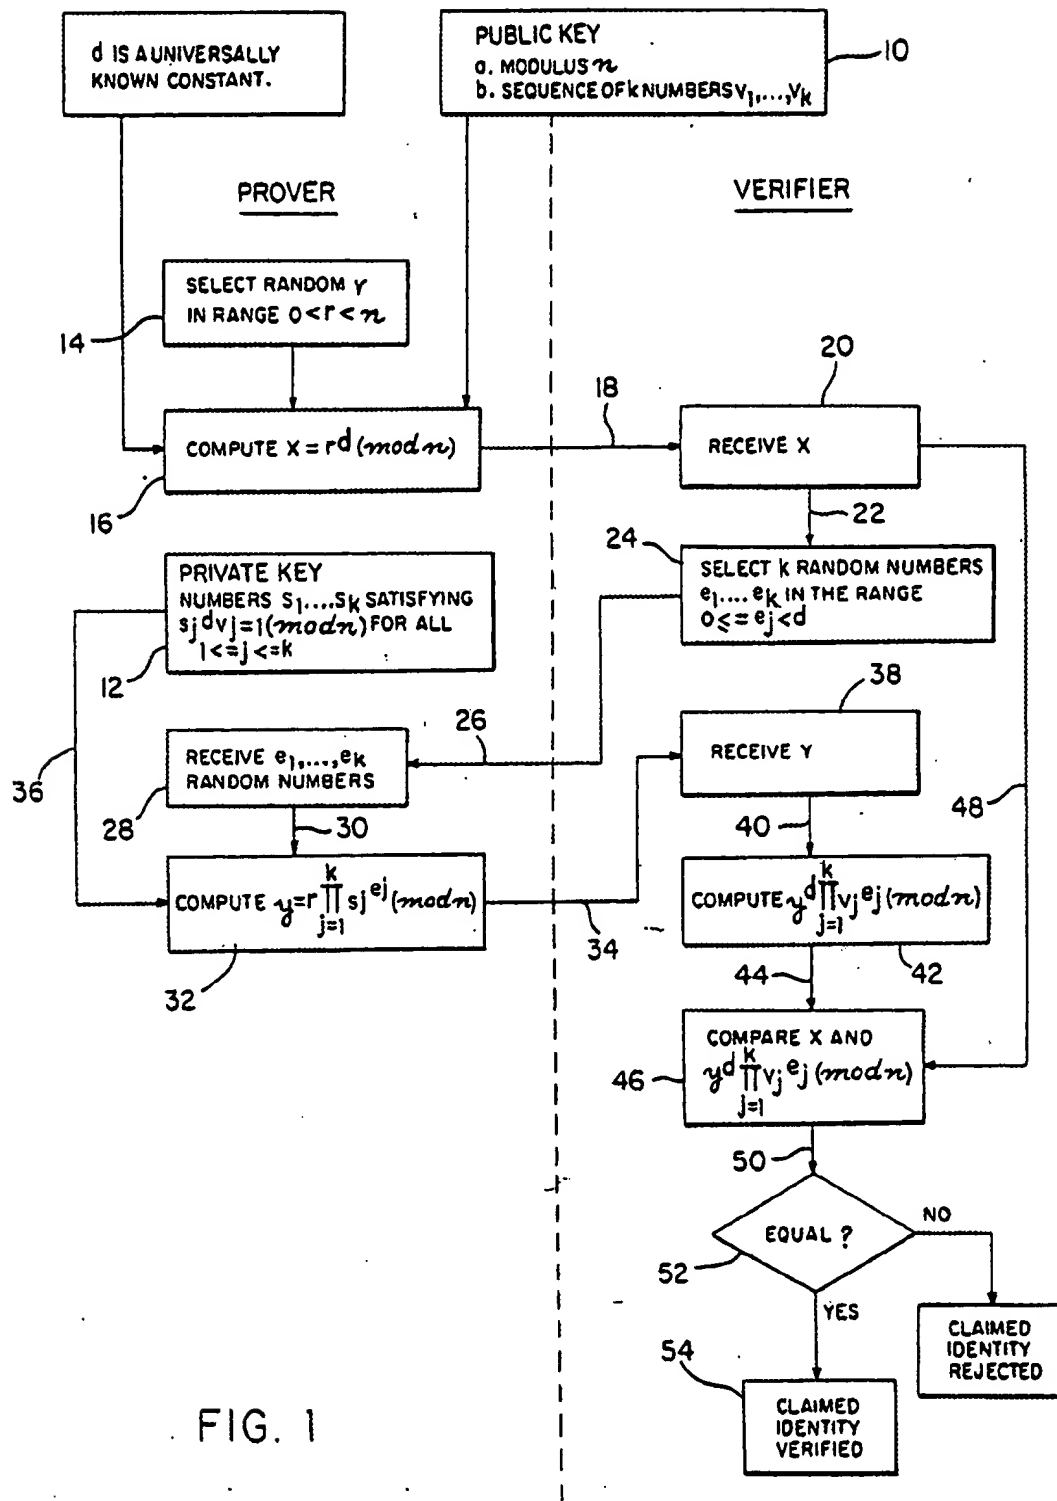 d IS A UNIVERSALLY
KNOWN CONSTANT.
PUBLIC KEY
a. MODULUS n
b. SEQUENCE OF k NUMBERS v₁,...,vₖ
10
PROVER
VERIFIER
SELECT RANDOM r
IN RANGE 0<r<n
14
COMPUTE X = r^d (mod n)
16
18
20
RECEIVE X
22
24
SELECT k RANDOM NUMBERS
e₁....eₖ IN THE RANGE
0<=eⱼ<d
PRIVATE KEY
NUMBERS s₁....sₖ SATISFYING
sⱼ^d vⱼ=1(mod n) FOR ALL
1<=j<=k
12
26
RECEIVE e₁,...,eₖ
RANDOM NUMBERS
28
30
36
38
RECEIVE Y
40
48
COMPUTE y=r
k
∏
j=1
sj^ej (mod n)
32
34
COMPUTE y^d
k
∏
j=1
vⱼ^ej (mod n)
42
44
COMPARE X AND
y^d
k
∏
j=1
vⱼ^ej (mod n)
46
50
EQUAL ?
52
NO
YES
CLAIMED
IDENTITY
REJECTED
54
CLAIMED
IDENTITY
VERIFIED
FIG. 1